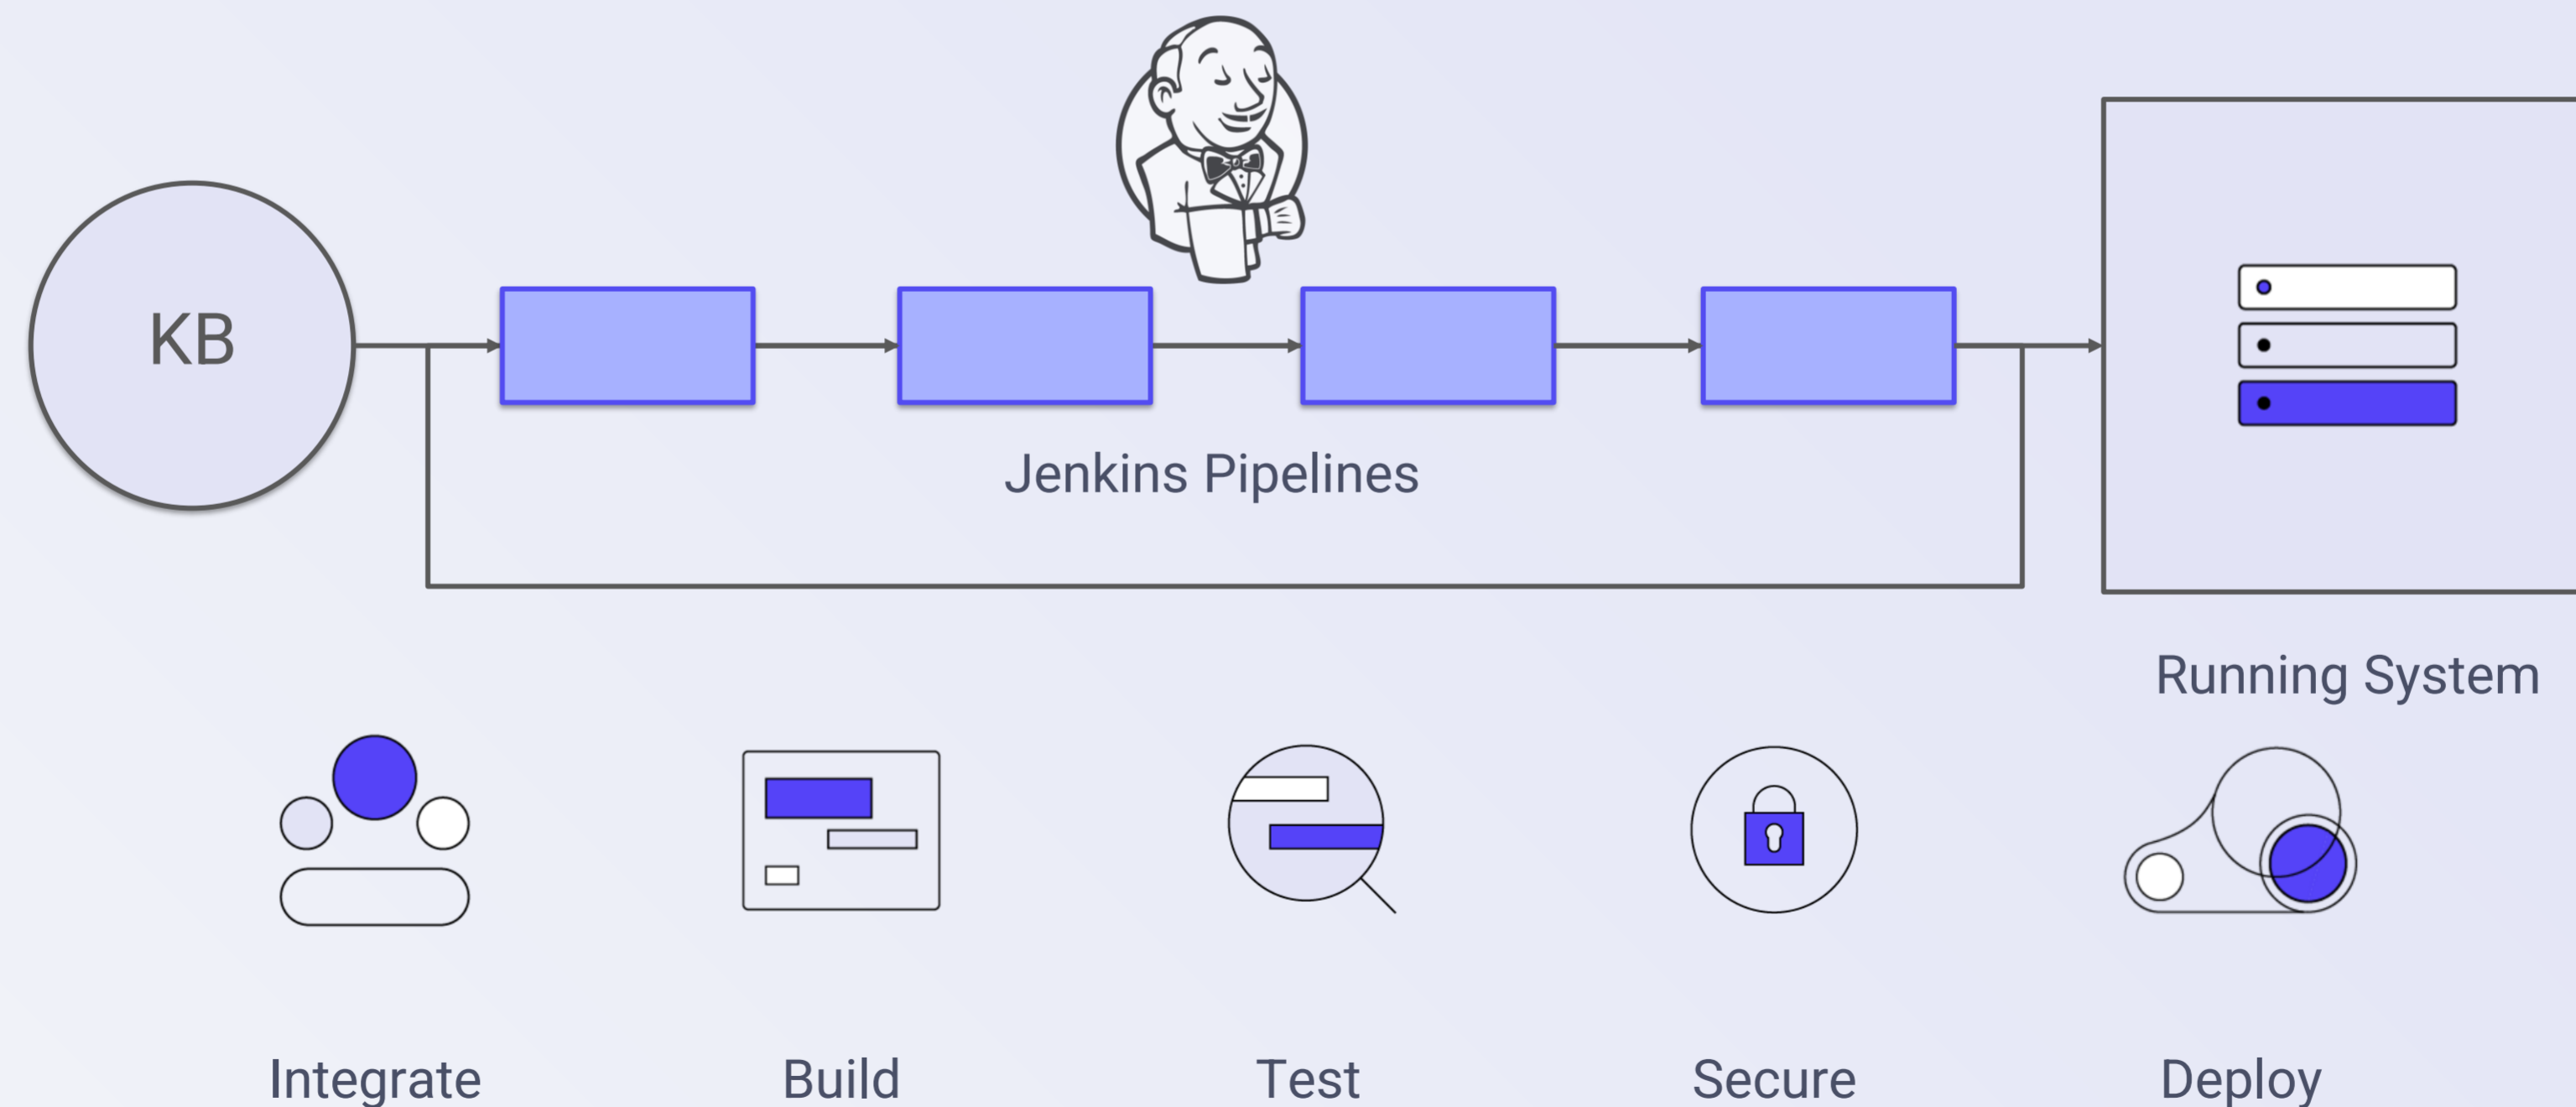 KB
Jenkins Pipelines
Running System
Integrate
Build
Test
Secure
Deploy